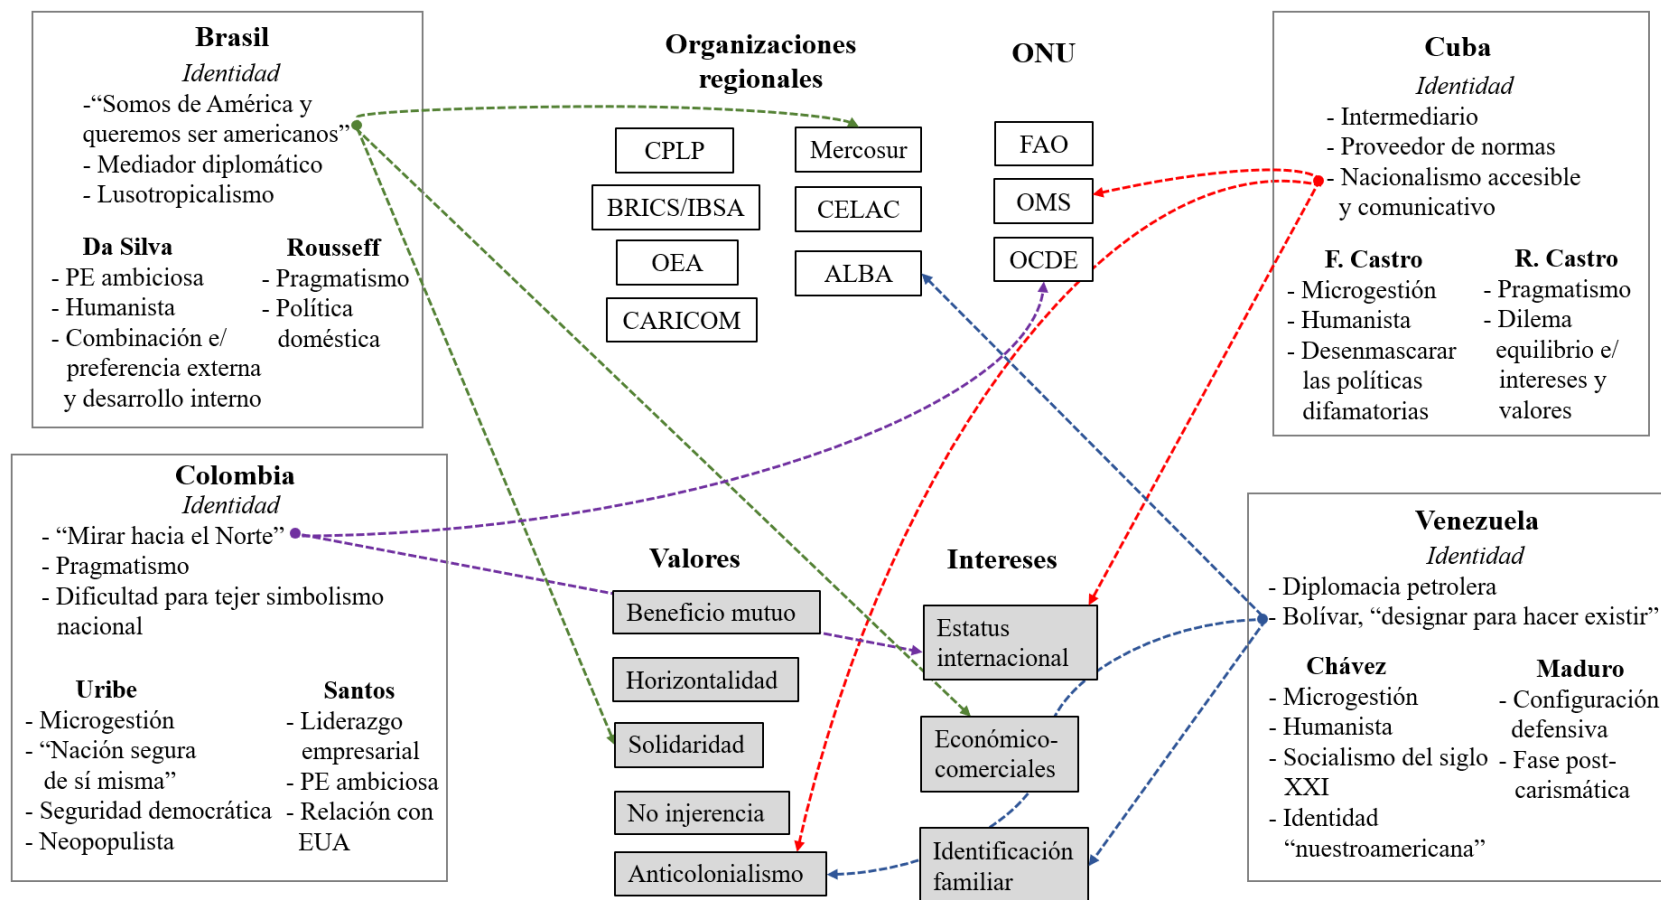 Brasil
Identidad
-“Somos de América y
queremos ser americanos”
- Mediador diplomático
- Lusotropicalismo
Da Silva
- PE ambiciosa
- Humanista
- Combinación e/
preferencia externa
y desarrollo interno
Rousseff
- Pragmatismo
- Política
doméstica
Organizaciones
regionales
CPLP
BRICS/IBSA
OEA
CARICOM
Mercosur
CELAC
ALBA
ONU
FAO
OMS
OCDE
Cuba
Identidad
- Intermediario
- Proveedor de normas
- Nacionalismo accesible
y comunicativo
F. Castro
- Microgestión
- Humanista
- Desenmascarar
las políticas
difamatorias
R. Castro
- Pragmatismo
- Dilema
equilibrio e/
intereses y
valores
Colombia
Identidad
- “Mirar hacia el Norte”
- Pragmatismo
- Dificultad para tejer simbolismo
nacional
Uribe
- Microgestión
- “Nación segura
de sí misma”
- Seguridad democrática
- Neopopulista
Santos
- Liderazgo
empresarial
- PE ambiciosa
- Relación con
EUA
Valores
Beneficio mutuo
Horizontalidad
Solidaridad
No injerencia
Anticolonialismo
Intereses
Estatus
internacional
Económico-
comerciales
Identificación
familiar
Venezuela
Identidad
- Diplomacia petrolera
- Bolívar, “designar para hacer existir”
Chávez
- Microgestión
- Humanista
- Socialismo del siglo
XXI
- Identidad
“nuestroamericana”
Maduro
- Configuración
defensiva
- Fase post-
carismática